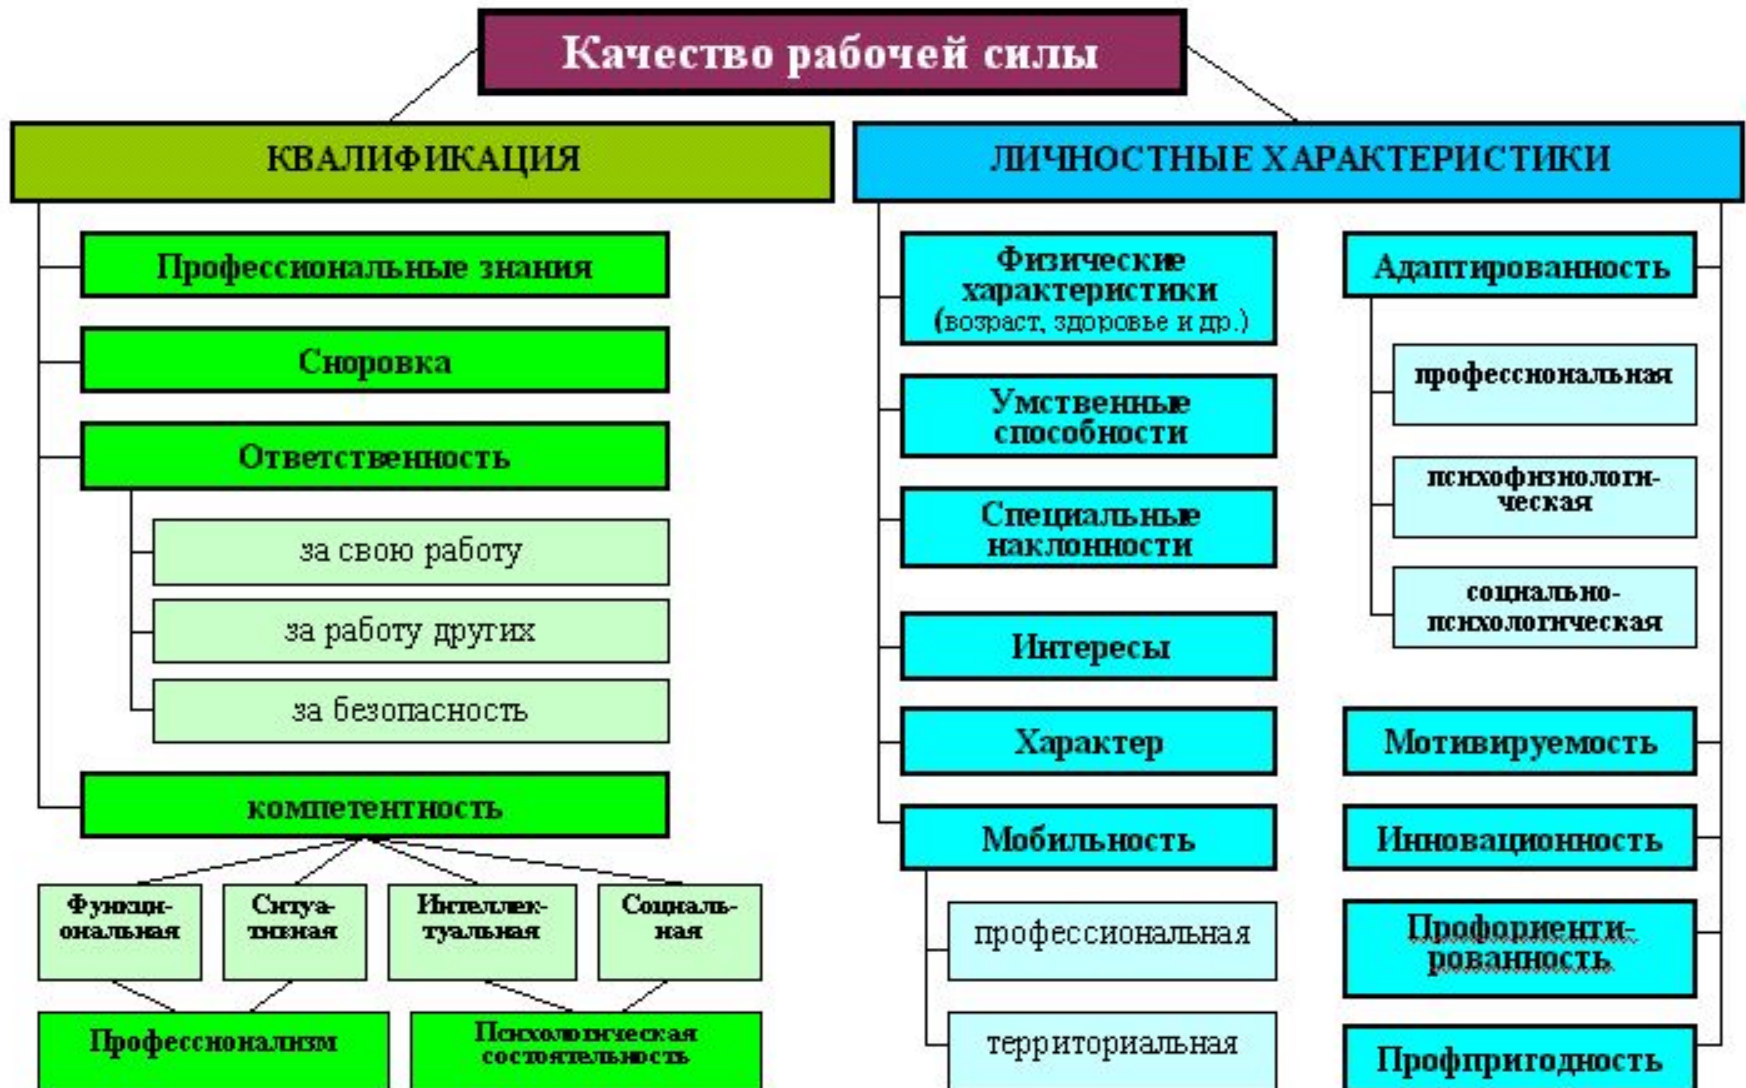 Качество рабочей силы
КВАЛИФИКАЦИЯ
Профессиональные знания
Сноровка
Ответственность
за свою работу
за работу других
за безопасность
компетентность
Функци-
ональная
Ситуа-
тивная
Интеллек-
туальная
Социаль-
ная
Профессионализм
Психологическая
состоятельность
ЛИЧНОСТНЫЕ ХАРАКТЕРИСТИКИ
Физические
характеристики
(возраст, здоровье и др.)
Умственные
способности
Специальные
наклонности
Интересы
Характер
Мобильность
профессиональная
территориальная
Адаптированность
профессиональная
психофизиологи-
ческая
социально-
психологическая
Мотивируемость
Инновационность
Профориенти-
рованность
Профпригодность